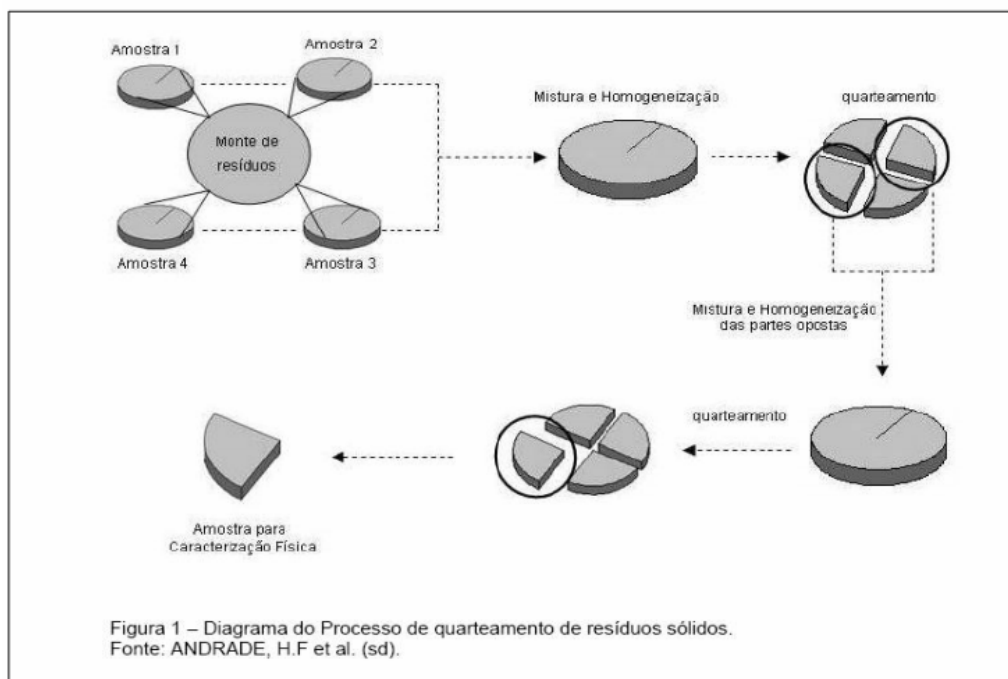 Amostra 1
Amostra 2
Monte de
resíduos
Amostra 4
Amostra 3
Mistura e Homogeneização
quarteamento
Mistura e Homogeneização
das partes opostas
quarteamento
Amostra para
Caracterização Física
Figura 1 – Diagrama do Processo de quarteamento de resíduos sólidos.
Fonte: ANDRADE, H.F et al. (sd).